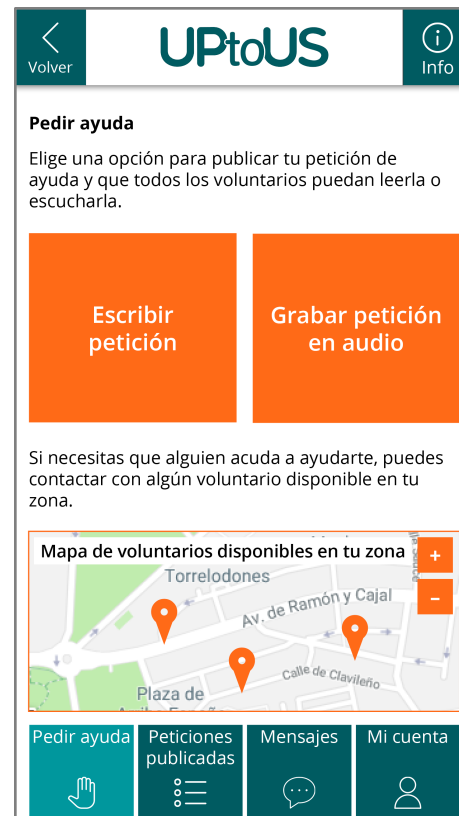 Volver
UPtoUS
Info
Pedir ayuda
Elige una opción para publicar tu petición de
ayuda y que todos los voluntarios puedan leerla o
escucharla.
Escribir
petición
Grabar petición
en audio
Si necesitas que alguien acuda a ayudarte, puedes
contactar con algún voluntario disponible en tu
zona.
Mapa de voluntarios disponibles en tu zona
+
-
Torrelodones
Av. de Ramón y Cajal
Calle de Clavileño
Plaza de
Pedir ayuda
Peticiones
publicadas
Mensajes
Mi cuenta